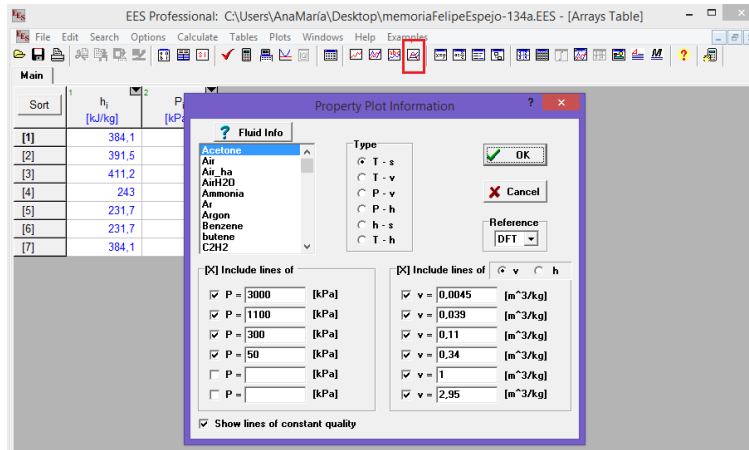 EES Professional: C:\Users\AnaMaría\Desktop\memoriaFelipeEspejo-134a.EES - [Arrays Table]
File Edit Search Options Calculate Tables Plots Windows Help Examples
Main
Sort 1 hi [kJ/kg] 2
[1] 384,1
[2] 391,5
[3] 411,2
[4] 243
[5] 231,7
[6] 231,7
[7] 384,1
Property Plot Information
? Fluid Info
Acetone
Air
Air_ha
AirH2O
Ammonia
Ar
Argon
Benzene
butene
C2H2
Type
T - s
T - v
P - v
P - h
h - s
T - h
OK
Cancel
Reference
DFT
[X] Include lines of
P = 3000 [kPa]
P = 1100 [kPa]
P = 300 [kPa]
P = 50 [kPa]
P = [kPa]
P = [kPa]
[X] Include lines of v h
v = 0,0045 [m^3/kg]
v = 0,039 [m^3/kg]
v = 0,11 [m^3/kg]
v = 0,34 [m^3/kg]
v = 1 [m^3/kg]
v = 2,95 [m^3/kg]
Show lines of constant quality